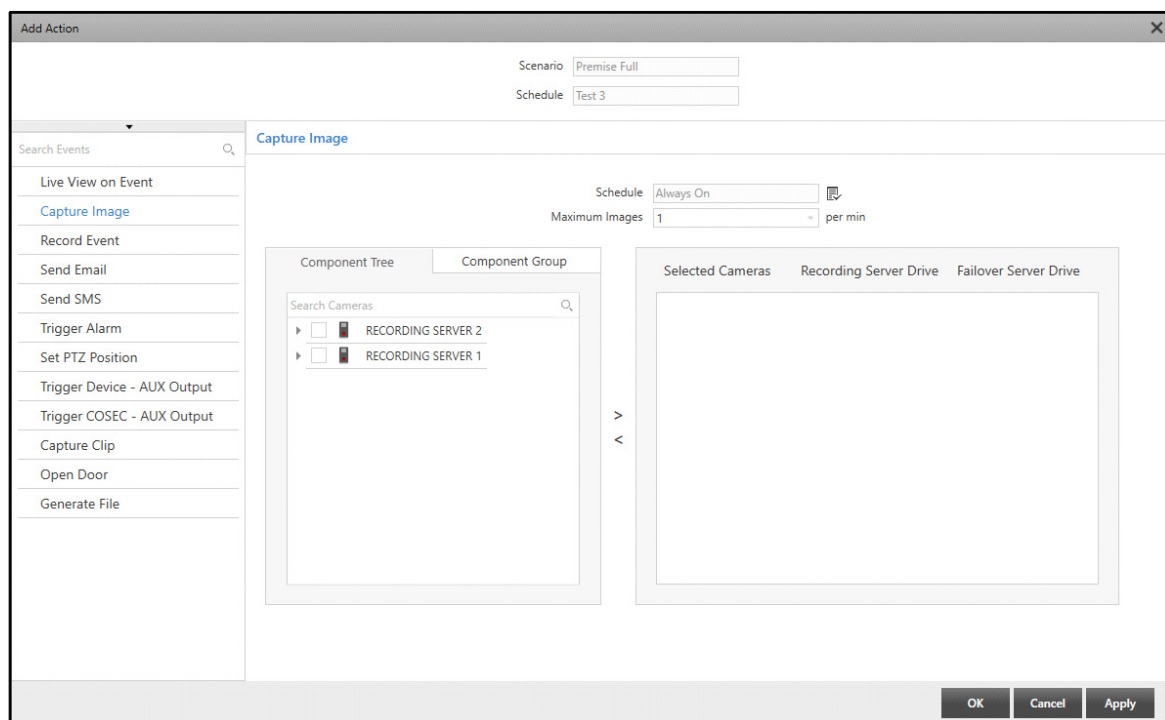 Add Action
Scenario Premise Full
Schedule Test 3
Search Events
Live View on Event
Capture Image
Record Event
Send Email
Send SMS
Trigger Alarm
Set PTZ Position
Trigger Device - AUX Output
Trigger COSEC - AUX Output
Capture Clip
Open Door
Generate File
Capture Image
Schedule Always On
Maximum Images 1 per min
Component Tree Component Group
Search Cameras
RECORDING SERVER 2
RECORDING SERVER 1
>
<
Selected Cameras Recording Server Drive Failover Server Drive
OK Cancel Apply